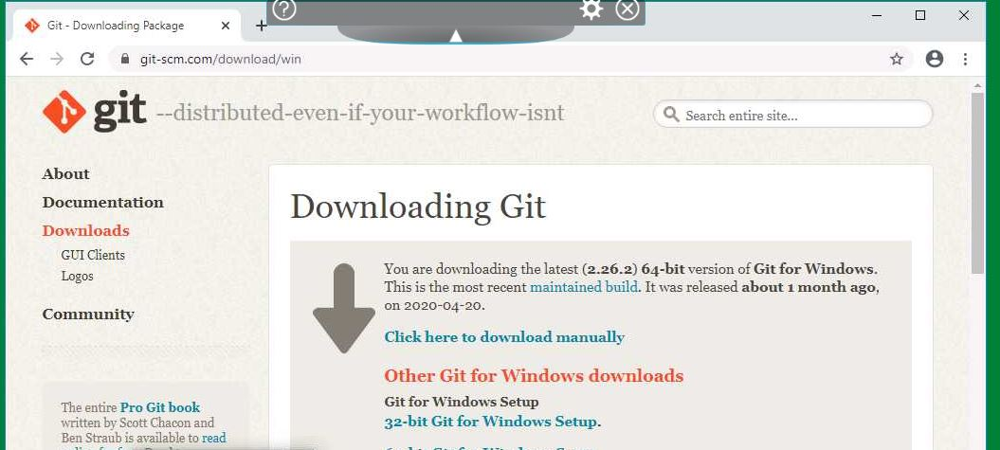 Git - Downloading Package
git-scm.com/download/win
git --distributed-even-if-your-workflow-isnt
Search entire site...
About
Documentation
Downloads
GUI Clients
Logos
Community
The entire Pro Git book
written by Scott Chacon and
Ben Straub is available to read
Downloading Git
You are downloading the latest (2.26.2) 64-bit version of Git for Windows.
This is the most recent maintained build. It was released about 1 month ago,
on 2020-04-20.
Click here to download manually
Other Git for Windows downloads
Git for Windows Setup
32-bit Git for Windows Setup.